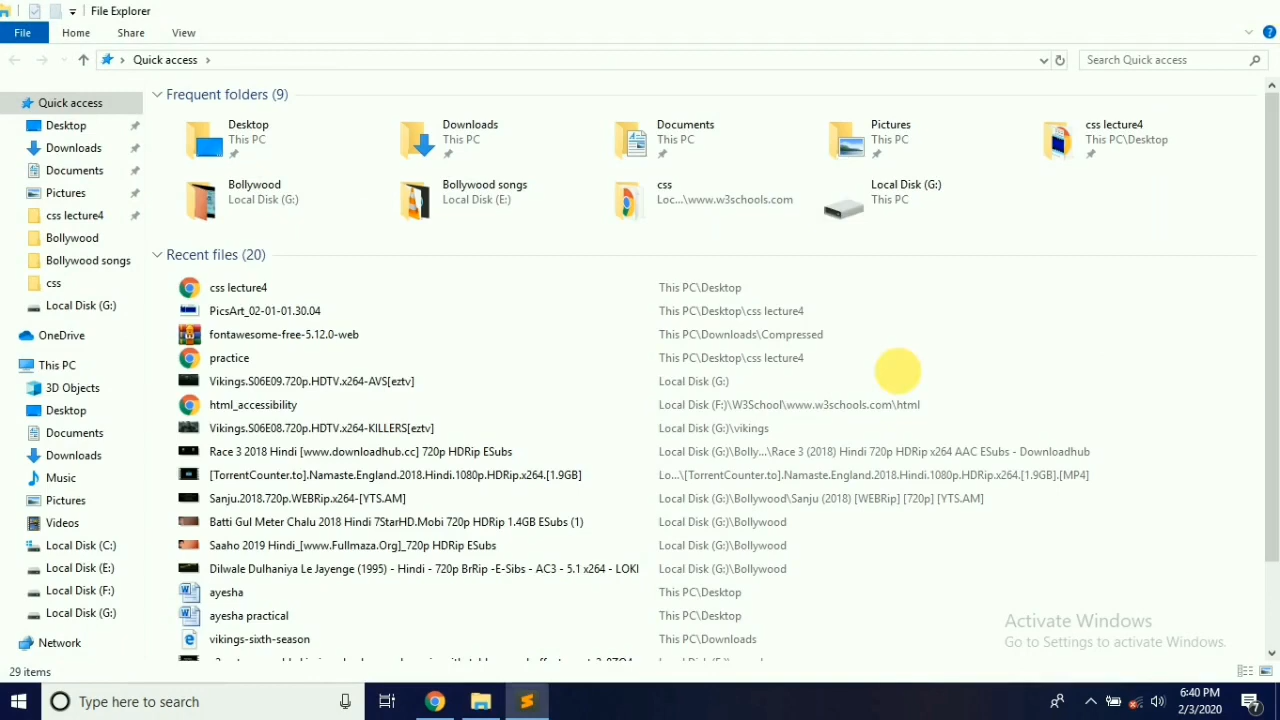 File Explorer
File Home Share View
Quick access
Search Quick access
Quick access
Desktop
Downloads
Documents
Pictures
css lecture4
Bollywood
Bollywood songs
css
Local Disk (G:)
OneDrive
This PC
3D Objects
Desktop
Documents
Downloads
Music
Pictures
Videos
Local Disk (C:)
Local Disk (E:)
Local Disk (F:)
Local Disk (G:)
Network
Frequent folders (9)
Desktop
This PC
Downloads
This PC
Documents
This PC
Pictures
This PC
css lecture4
This PC\Desktop
Bollywood
Local Disk (G:)
Bollywood songs
Local Disk (E:)
css
Loc...\www.w3schools.com
Local Disk (G:)
This PC
Recent files (20)
css lecture4 This PC\Desktop
PicsArt_02-01-01.30.04 This PC\Desktop\css lecture4
fontawesome-free-5.12.0-web This PC\Downloads\Compressed
practice This PC\Desktop\css lecture4
Vikings.S06E09.720p.HDTV.x264-AVS[eztv] Local Disk (G:)
html_accessibility Local Disk (F:)\W3School\www.w3schools.com\html
Vikings.S06E08.720p.HDTV.x264-KILLERS[eztv] Local Disk (G:)\vikings
Race 3 2018 Hindi [www.downloadhub.cc] 720p HDRip ESubs Local Disk (G:)\Bolly...\Race 3 (2018) Hindi 720p HDRip x264 AAC ESubs - Downloadhub
[TorrentCounter.to].Namaste.England.2018.Hindi.1080p.HDRip.x264.[1.9GB] Lo...\[TorrentCounter.to].Namaste.England.2018.Hindi.1080p.HDRip.x264.[1.9GB].[MP4]
Sanju.2018.720p.WEBRip.x264-[YTS.AM] Local Disk (G:)\Bollywood\Sanju (2018) [WEBRip] [720p] [YTS.AM]
Batti Gul Meter Chalu 2018 Hindi 7StarHD.Mobi 720p HDRip 1.4GB ESubs (1) Local Disk (G:)\Bollywood
Saaho 2019 Hindi_[www.Fullmaza.Org]_720p HDRip ESubs Local Disk (G:)\Bollywood
Dilwale Dulhaniya Le Jayenge (1995) - Hindi - 720p BrRip -E-Sibs - AC3 - 5.1 x264 - LOKI Local Disk (G:)\Bollywood
ayesha This PC\Desktop
ayesha practical This PC\Desktop
vikings-sixth-season This PC\Downloads
Activate Windows
Go to Settings to activate Windows.
29 items
Type here to search
6:40 PM
2/3/2020
7